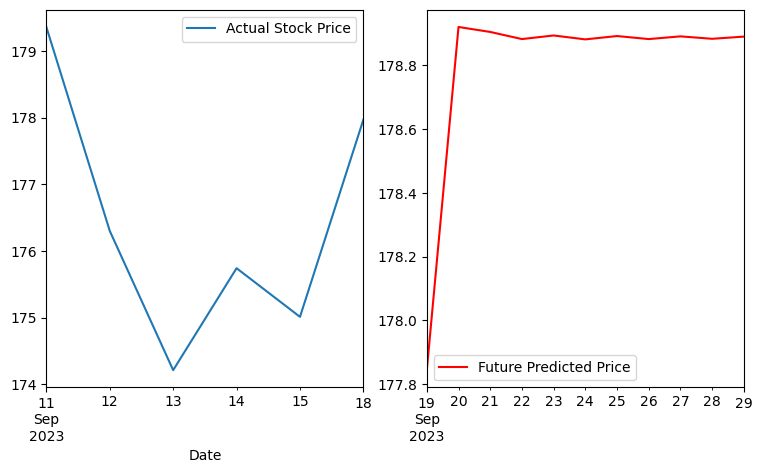 Actual Stock Price
179
178
177
176
175
174
11 12 13 14 15 18
Sep
2023
Date
Future Predicted Price
178.8
178.6
178.4
178.2
178.0
177.8
19 20 21 22 23 24 25 26 27 28 29
Sep
2023